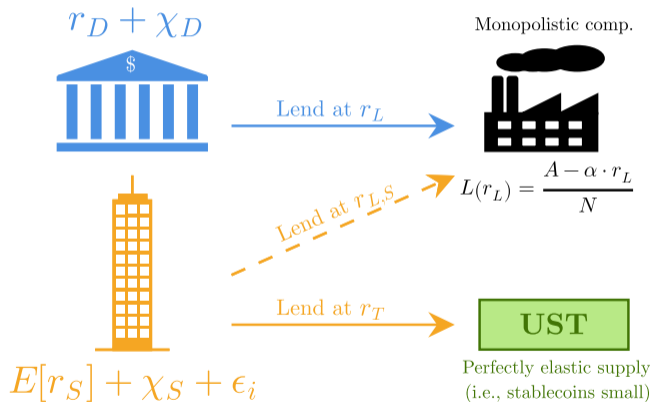 r_D + χ_D
Monopolistic comp.
$
Lend at r_L
L(r_L) = \frac{A − α · r_L}{N}
Lend at r_{L,S}
Lend at r_T
UST
E[r_S] + χ_S + ϵ_i
Perfectly elastic supply
(i.e., stablecoins small)